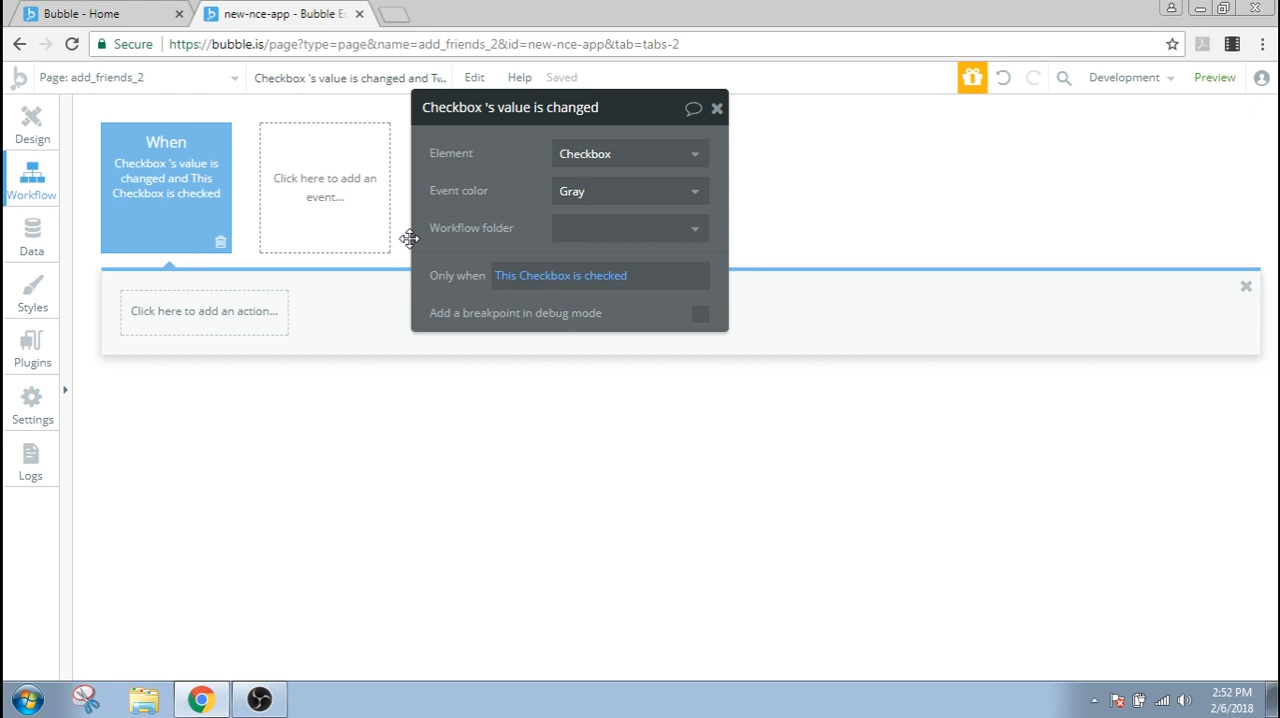 Bubble - Home
new-nce-app - Bubble Ec
Secure
https://bubble.is/page?type=page&name=add_friends_2&id=new-nce-app&tab=tabs-2
Page: add_friends_2
Checkbox 's value is changed and T...
Edit
Help
Saved
Development
Preview
Design
Workflow
Data
Styles
Plugins
Settings
Logs
When
Checkbox 's value is
changed and This
Checkbox is checked
Click here to add an
event...
Click here to add an action...
Checkbox 's value is changed
Element
Checkbox
Event color
Gray
Workflow folder
Only when
This Checkbox is checked
Add a breakpoint in debug mode
2:52 PM
2/6/2018